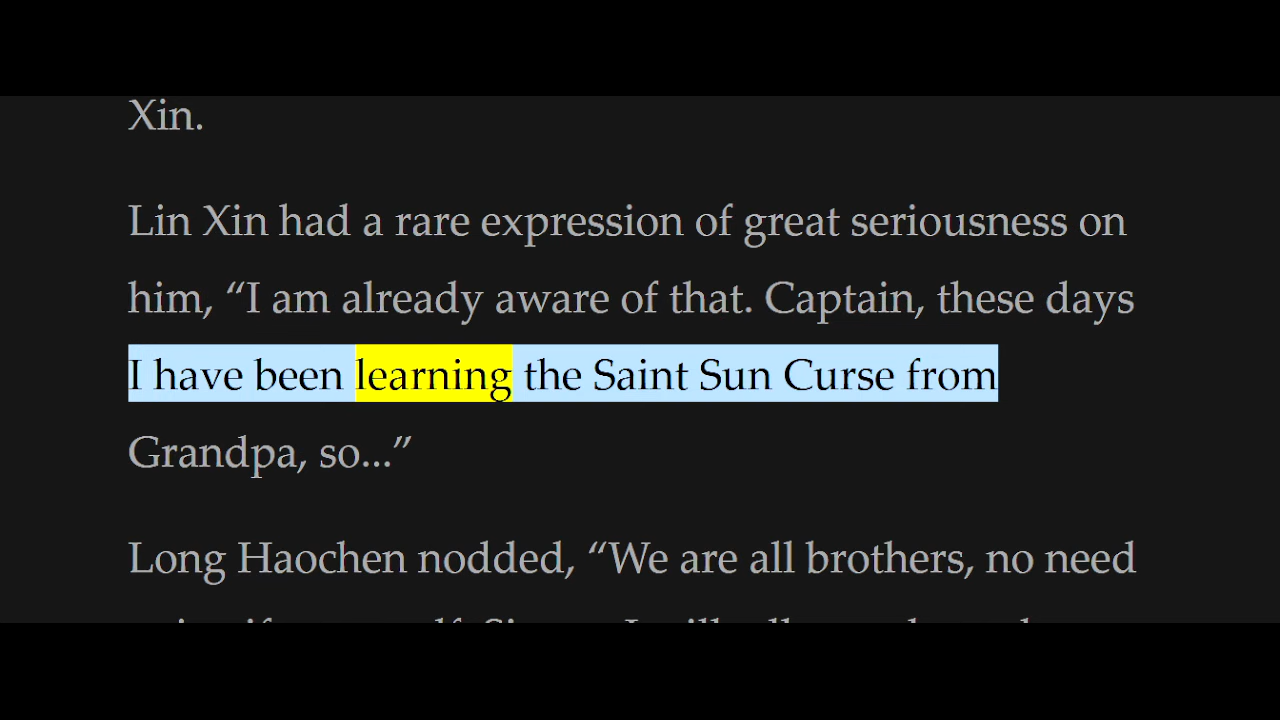 Xin.
Lin Xin had a rare expression of great seriousness on
him, “I am already aware of that. Captain, these days
I have been learning the Saint Sun Curse from
Grandpa, so...”
Long Haochen nodded, “We are all brothers, no need